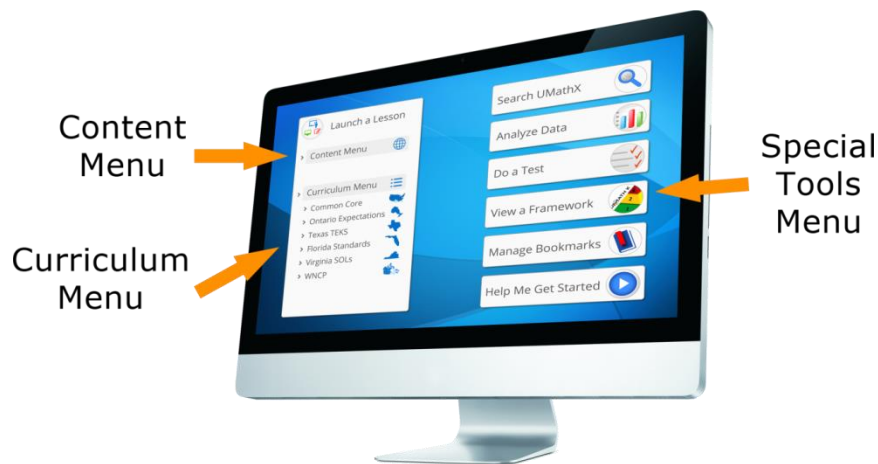 Content
Menu
Curriculum
Menu
Launch a Lesson
Content Menu
Curriculum Menu
Common Core
Ontario Expectations
Texas TEKS
Florida Standards
Virginia SOLs
WNCP
Search UMathX
Analyze Data
Do a Test
View a Framework
Manage Bookmarks
Help Me Get Started
Special
Tools
Menu